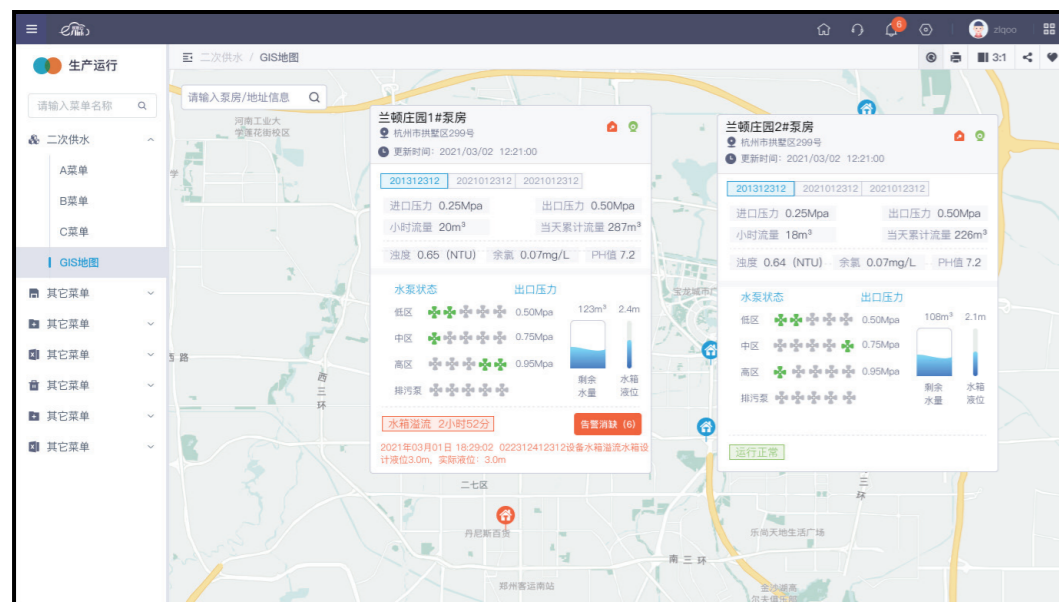 6
ziqoo
生产运行
二次供水 / GIS地图
3:1
请输入菜单名称
二次供水
A菜单
B菜单
C菜单
GIS地图
其它菜单
其它菜单
其它菜单
其它菜单
其它菜单
其它菜单
请输入泵房/地址信息
河南工业大
学莲花街校区
学
兰顿庄园1#泵房
杭州市拱墅区299号
更新时间：2021/03/02 12:21:00
201312312 2021012312 2021012312
进口压力 0.25Mpa 出口压力 0.50Mpa
小时流量 20m³ 当天累计流量 287m³
浊度 0.65（NTU） 余氯 0.07mg/L PH值 7.2
水泵状态 出口压力
低区 0.50Mpa 123m³ 2.4m
中区 0.75Mpa
高区 0.95Mpa
排污泵
剩余水量 水箱液位
水箱溢流 2小时52分 告警消缺（6）
2021年03月01日 18:29:02 022312412312设备水箱溢流水箱设
计液位3.0m，实际液位：3.0m
兰顿庄园2#泵房
杭州市拱墅区299号
更新时间：2021/03/02 12:21:00
201312312 2021012312 2021012312
进口压力 0.25Mpa 出口压力 0.50Mpa
小时流量 18m³ 当天累计流量 226m³
浊度 0.64（NTU） 余氯 0.07mg/L PH值 7.2
水泵状态 出口压力
低区 0.50Mpa 108m³ 2.1m
中区 0.75Mpa
高区 0.95Mpa
排污泵
剩余水量 水箱液位
运行正常
宝龙城市广
西路
西三环
二七区
丹尼斯百货
南三环
三环
乐尚天地生活广场
郑州客运南站
金沙湖高
尔夫俱乐部